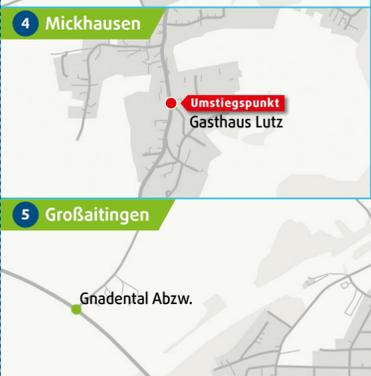 4 Mickhausen
Umstiegspunkt
Gasthaus Lutz
5 Großaitingen
Gnadental Abzw.